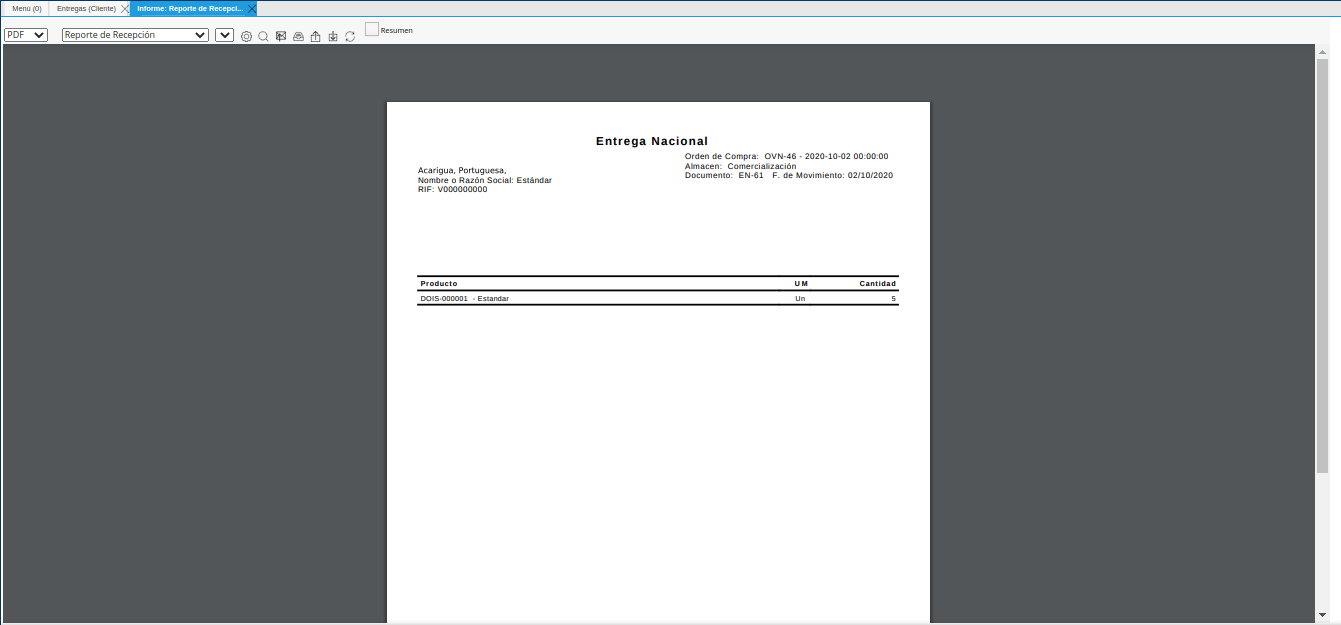 Menú (0) Entregas (Cliente) Informe: Reporte de Recepci...
PDF Reporte de Recepción Resumen
Entrega Nacional
Orden de Compra: OVN-46 - 2020-10-02 00:00:00
Almacen: Comercialización
Documento: EN-61 F. de Movimiento: 02/10/2020
Acarigua, Portuguesa,
Nombre o Razón Social: Estándar
RIF: V000000000
Producto UM Cantidad
DOIS-000001 - Estandar Un 5